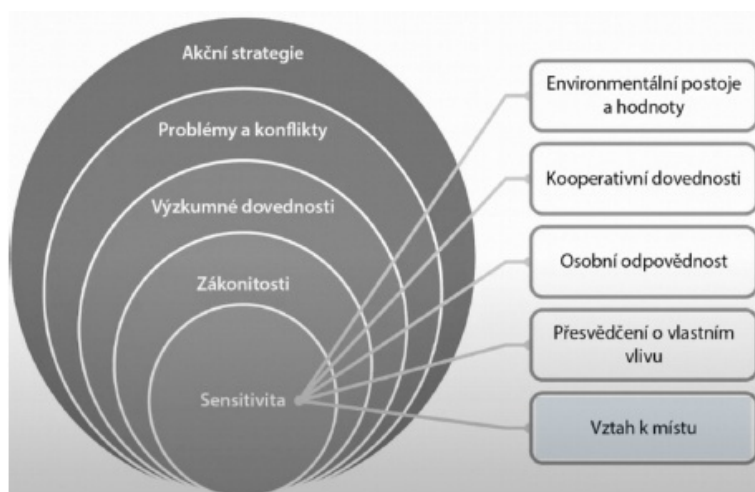 Akční strategie
Problémy a konflikty
Výzkumné dovednosti
Zákonitosti
Sensitivita
Environmentální postoje
a hodnoty
Kooperativní dovednosti
Osobní odpovědnost
Přesvědčení o vlastním
vlivu
Vztah k místu